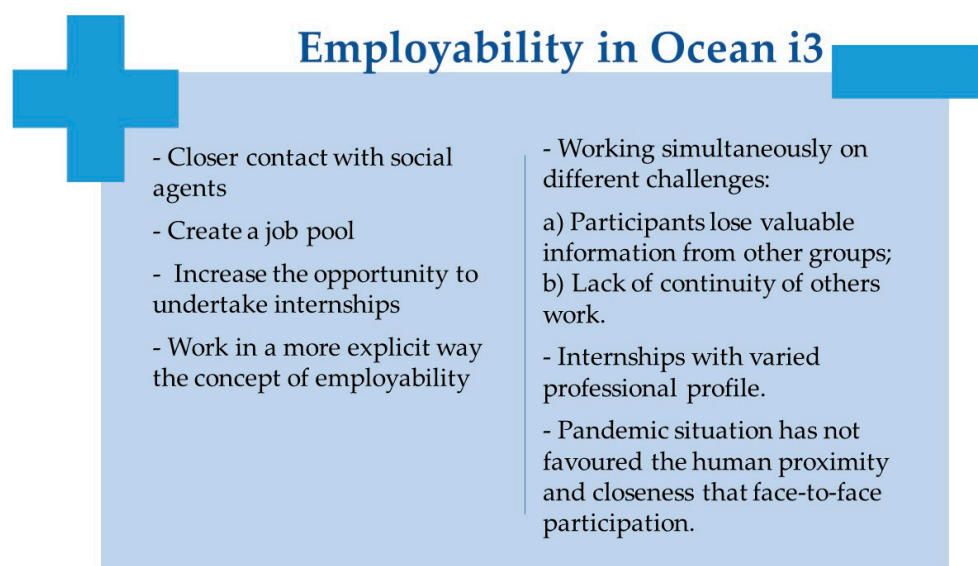 Employability in Ocean i3
- Closer contact with social
agents
- Create a job pool
- Increase the opportunity to
undertake internships
- Work in a more explicit way
the concept of employability
- Working simultaneously on
different challenges:
a) Participants lose valuable
information from other groups;
b) Lack of continuity of others
work.
- Internships with varied
professional profile.
- Pandemic situation has not
favoured the human proximity
and closeness that face-to-face
participation.